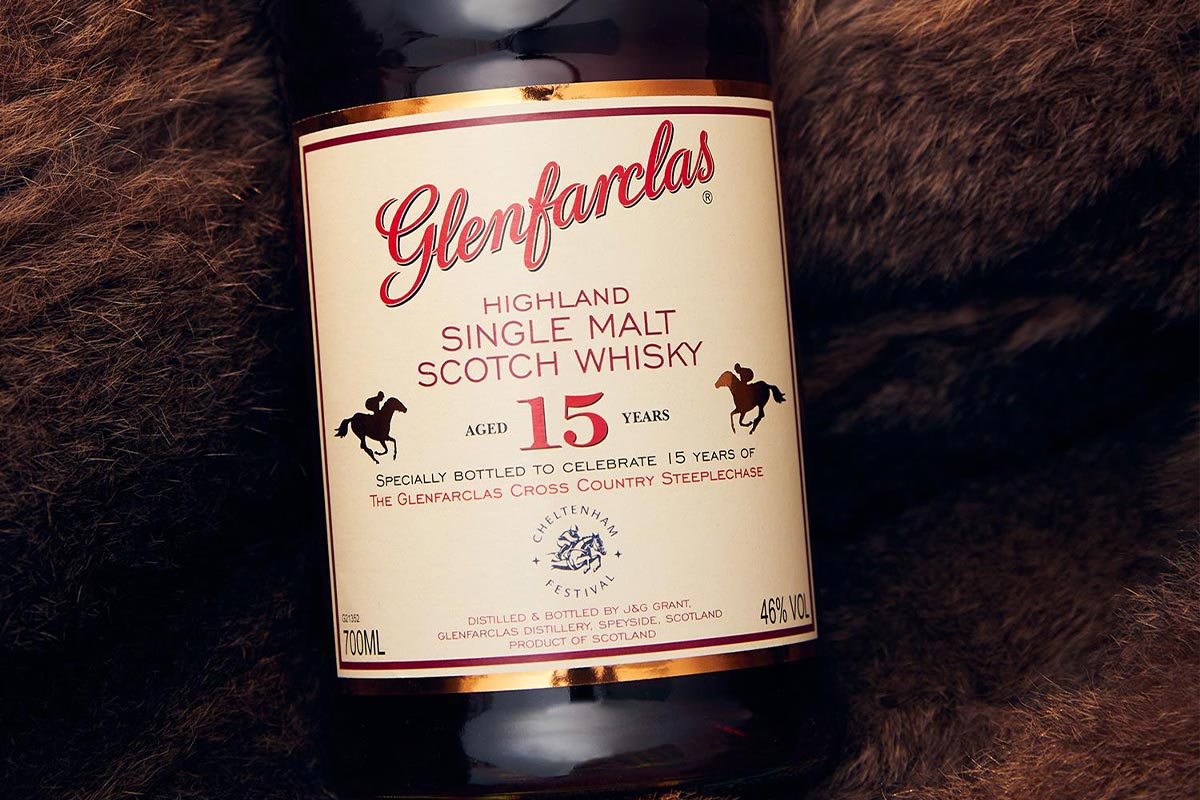 Glenfarclas®
HIGHLAND
SINGLE MALT
SCOTCH WHISKY
AGED 15 YEARS
SPECIALLY BOTTLED TO CELEBRATE 15 YEARS OF
THE GLENFARCLAS CROSS COUNTRY STEEPLECHASE
CHELTENHAM
FESTIVAL
DISTILLED & BOTTLED BY J&G GRANT,
GLENFARCLAS DISTILLERY, SPEYSIDE, SCOTLAND
PRODUCT OF SCOTLAND
G21352
700ML
46% VOL